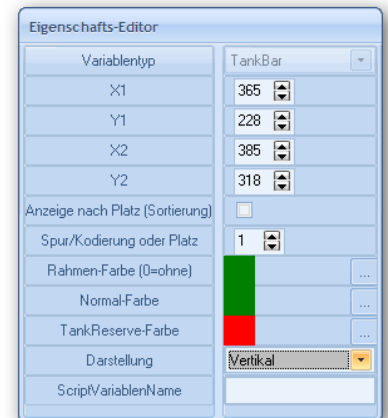 Eigenschafts-Editor
Variablentyp TankBar
X1 365
Y1 228
X2 385
Y2 318
Anzeige nach Platz (Sortierung)
Spur/Kodierung oder Platz 1
Rahmen-Farbe (0=ohne) ...
Normal-Farbe ...
TankReserve-Farbe ...
Darstellung Vertikal
ScriptVariablenName